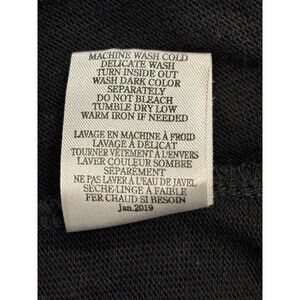 MACHINE WASH COLD
DELICATE WASH
TURN INSIDE OUT
WASH DARK COLOR
SEPARATELY
DO NOT BLEACH
TUMBLE DRY LOW
WARM IRON IF NEEDED
LAVAGE EN MACHINE À FROID
LAVAGE À DÉLICAT
TOURNER VÊTEMENT À L'ENVERS
LAVER COULEUR SOMBRE
SÉPARÉMENT
NE PAS LAVER À L'EAU DE JAVEL
SÈCHE-LINGE À FAIBLE
FER CHAUD SI BESOIN
Jan.2019